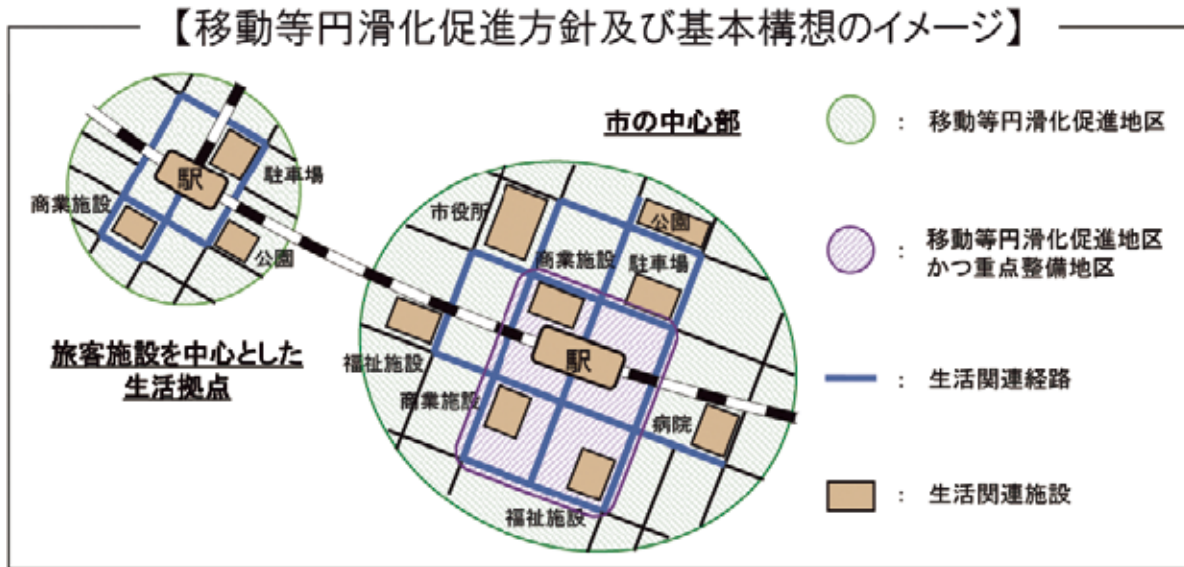 【移動等円滑化促進方針及び基本構想のイメージ】
市の中心部
駅
駐車場
商業施設
公園
旅客施設を中心とした
生活拠点
市役所
公園
商業施設
駐車場
駅
福祉施設
商業施設
病院
福祉施設
： 移動等円滑化促進地区
： 移動等円滑化促進地区
かつ重点整備地区
： 生活関連経路
： 生活関連施設